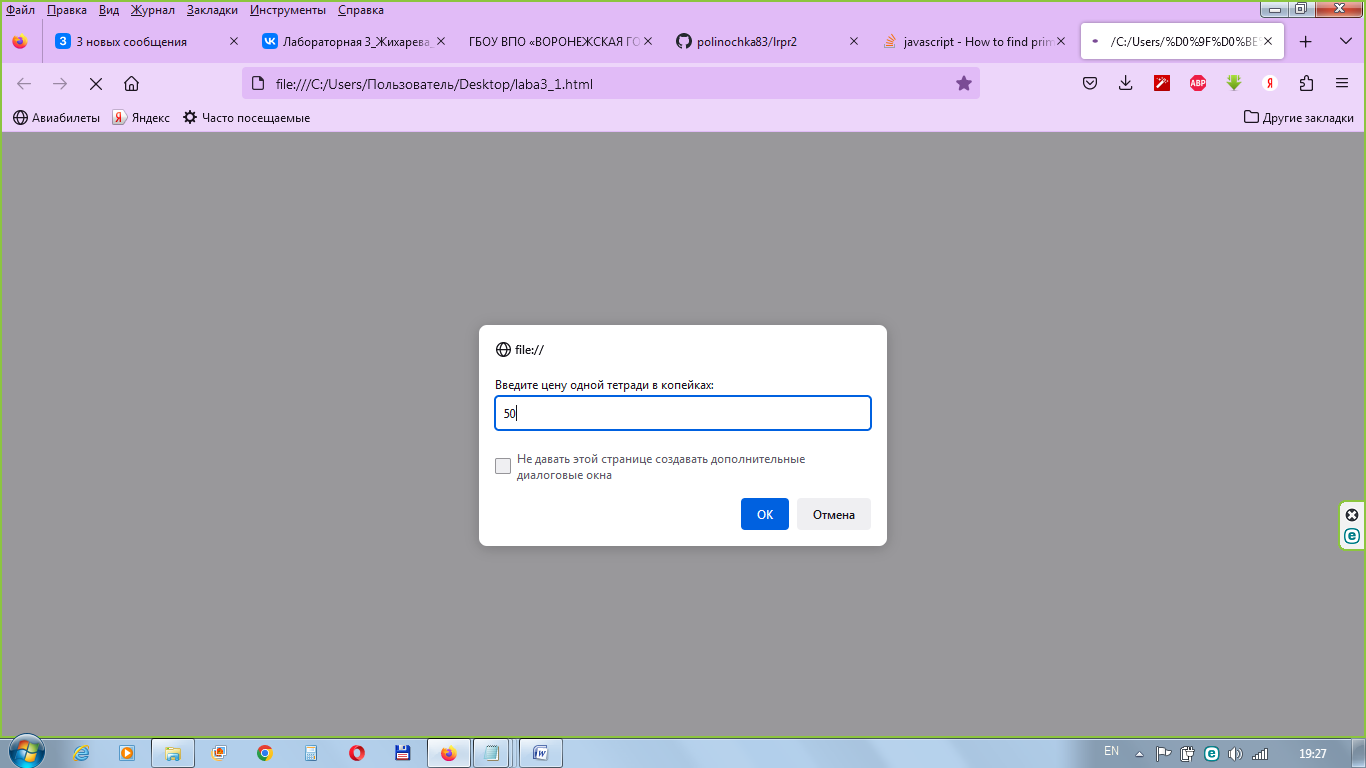 Файл Правка Вид Журнал Закладки Инструменты Справка
3 3 новых сообщения
Лабораторная 3_Жихарева_
ГБОУ ВПО «ВОРОНЕЖСКАЯ ГО
polinochka83/lrpr2
javascript - How to find prim
/C:/Users/%D0%9F%D0%BE
file:///C:/Users/Пользователь/Desktop/laba3_1.html
ABP
Я
Авиабилеты
Я Яндекс
Часто посещаемые
Другие закладки
file://
Введите цену одной тетради в копейках:
50
Не давать этой странице создавать дополнительные
диалоговые окна
ОК Отмена
EN
19:27